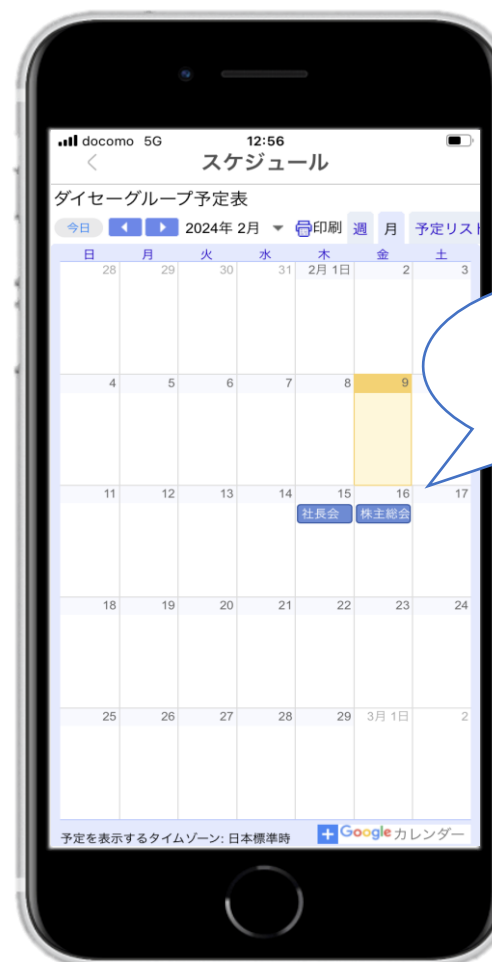 docomo 5G 12:56
スケジュール
ダイセーグループ予定表
今日 2024年 2月 印刷 週 月 予定リスト
日 月 火 水 木 金 土
28 29 30 31 2月 1日 2 3
4 5 6 7 8 9
11 12 13 14 15 16 17
社長会 株主総会
18 19 20 21 22 23 24
25 26 27 28 29 3月 1日 2
予定を表示するタイムゾーン: 日本標準時 Googleカレンダー